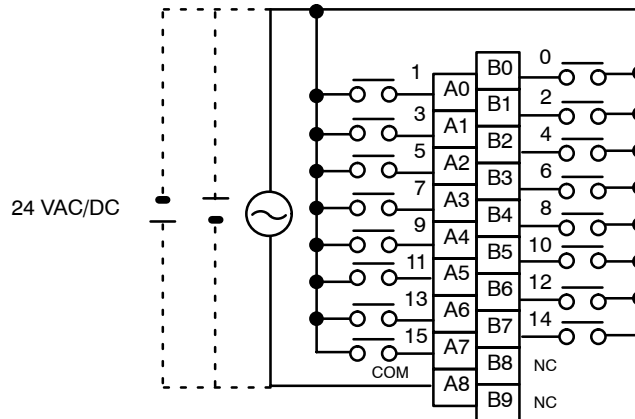 0
1 A0 B0
2
3 A1 B1
4
5 A2 B2
6
24 VAC/DC 7 A3 B3
8
9 A4 B4
10
11 A5 B5
12
13 A6 B6
14
15 A7 B7
COM A8 B8 NC
B9 NC